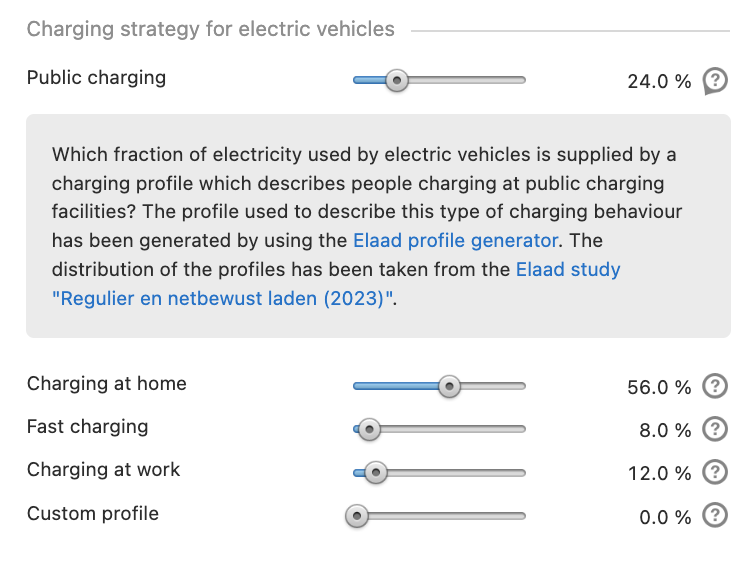 Charging strategy for electric vehicles
Public charging 24.0 % ?
Which fraction of electricity used by electric vehicles is supplied by a
charging profile which describes people charging at public charging
facilities? The profile used to describe this type of charging behaviour
has been generated by using the Elaad profile generator. The
distribution of the profiles has been taken from the Elaad study
"Regulier en netbewust laden (2023)".
Charging at home 56.0 % ?
Fast charging 8.0 % ?
Charging at work 12.0 % ?
Custom profile 0.0 % ?